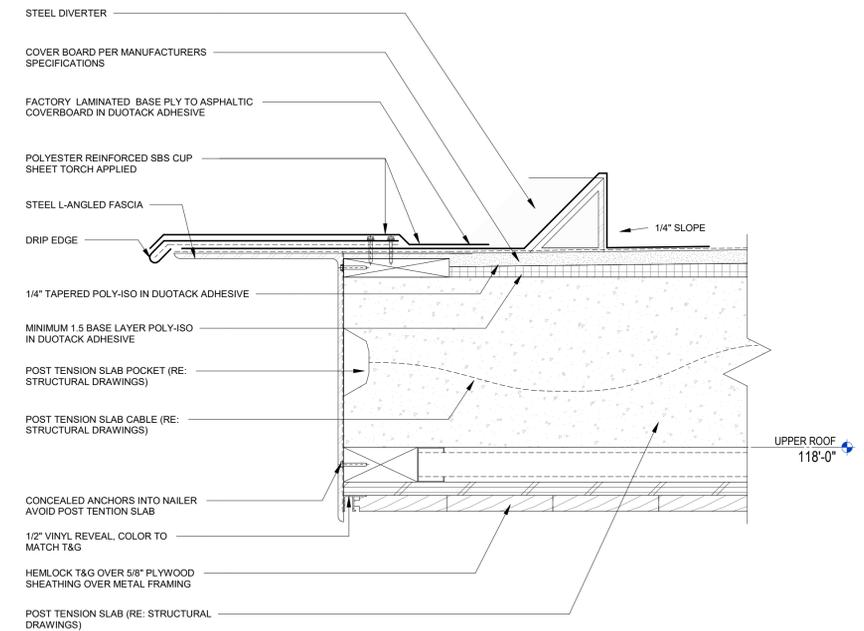 STEEL DIVERTER
COVER BOARD PER MANUFACTURERS
SPECIFICATIONS
FACTORY LAMINATED BASE PLY TO ASPHALTIC
COVERBOARD IN DUOTACK ADHESIVE
POLYESTER REINFORCED SBS CUP
SHEET TORCH APPLIED
STEEL L-ANGLED FASCIA
1/4" SLOPE
DRIP EDGE
1/4" TAPERED POLY-ISO IN DUOTACK ADHESIVE
MINIMUM 1.5 BASE LAYER POLY-ISO
IN DUOTACK ADHESIVE
POST TENSION SLAB POCKET (RE:
STRUCTURAL DRAWINGS)
POST TENSION SLAB CABLE (RE:
STRUCTURAL DRAWINGS)
UPPER ROOF
118'-0"
CONCEALED ANCHORS INTO NAILER
AVOID POST TENTION SLAB
1/2" VINYL REVEAL, COLOR TO
MATCH T&G
HEMLOCK T&G OVER 5/8" PLYWOOD
SHEATHING OVER METAL FRAMING
POST TENSION SLAB (RE: STRUCTURAL
DRAWINGS)